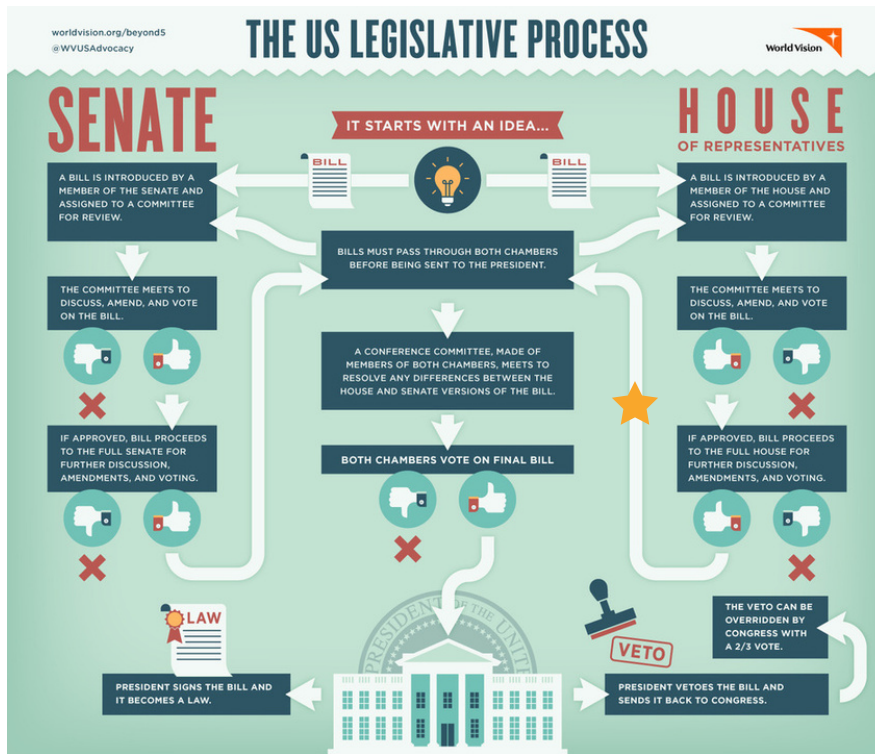 worldvision.org/beyond5
@WVUSAdvocacy
THE US LEGISLATIVE PROCESS
World Vision
SENATE
HOUSE
OF REPRESENTATIVES
IT STARTS WITH AN IDEA...
BILL
BILL
A BILL IS INTRODUCED BY A
MEMBER OF THE SENATE AND
ASSIGNED TO A COMMITTEE
FOR REVIEW.
A BILL IS INTRODUCED BY A
MEMBER OF THE HOUSE AND
ASSIGNED TO A COMMITTEE
FOR REVIEW.
BILLS MUST PASS THROUGH BOTH CHAMBERS
BEFORE BEING SENT TO THE PRESIDENT.
THE COMMITTEE MEETS TO
DISCUSS, AMEND, AND VOTE
ON THE BILL.
THE COMMITTEE MEETS TO
DISCUSS, AMEND, AND VOTE
ON THE BILL.
A CONFERENCE COMMITTEE, MADE OF
MEMBERS OF BOTH CHAMBERS, MEETS TO
RESOLVE ANY DIFFERENCES BETWEEN THE
HOUSE AND SENATE VERSIONS OF THE BILL.
IF APPROVED, BILL PROCEEDS
TO THE FULL SENATE FOR
FURTHER DISCUSSION,
AMENDMENTS, AND VOTING.
IF APPROVED, BILL PROCEEDS
TO THE FULL HOUSE FOR
FURTHER DISCUSSION,
AMENDMENTS, AND VOTING.
BOTH CHAMBERS VOTE ON FINAL BILL
PRESIDENT OF THE UNITE
LAW
VETO
THE VETO CAN BE
OVERRIDDEN BY
CONGRESS WITH
A 2/3 VOTE.
PRESIDENT SIGNS THE BILL AND
IT BECOMES A LAW.
PRESIDENT VETOES THE BILL AND
SENDS IT BACK TO CONGRESS.